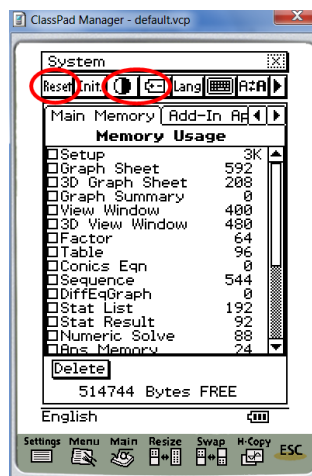 ClassPad Manager - default.vcp
System
Reset Init. Lang A⇄A
Main Memory Add-In Ap
Memory Usage
Setup 3K
Graph Sheet 592
3D Graph Sheet 208
Graph Summary 0
View Window 400
3D View Window 480
Factor 64
Table 96
Conics Eqn 0
Sequence 544
DiffEqGraph 0
Stat List 192
Stat Result 92
Numeric Solve 88
Ans Memory 24
Delete
514744 Bytes FREE
English
Settings Menu Main Resize Swap H-Copy ESC